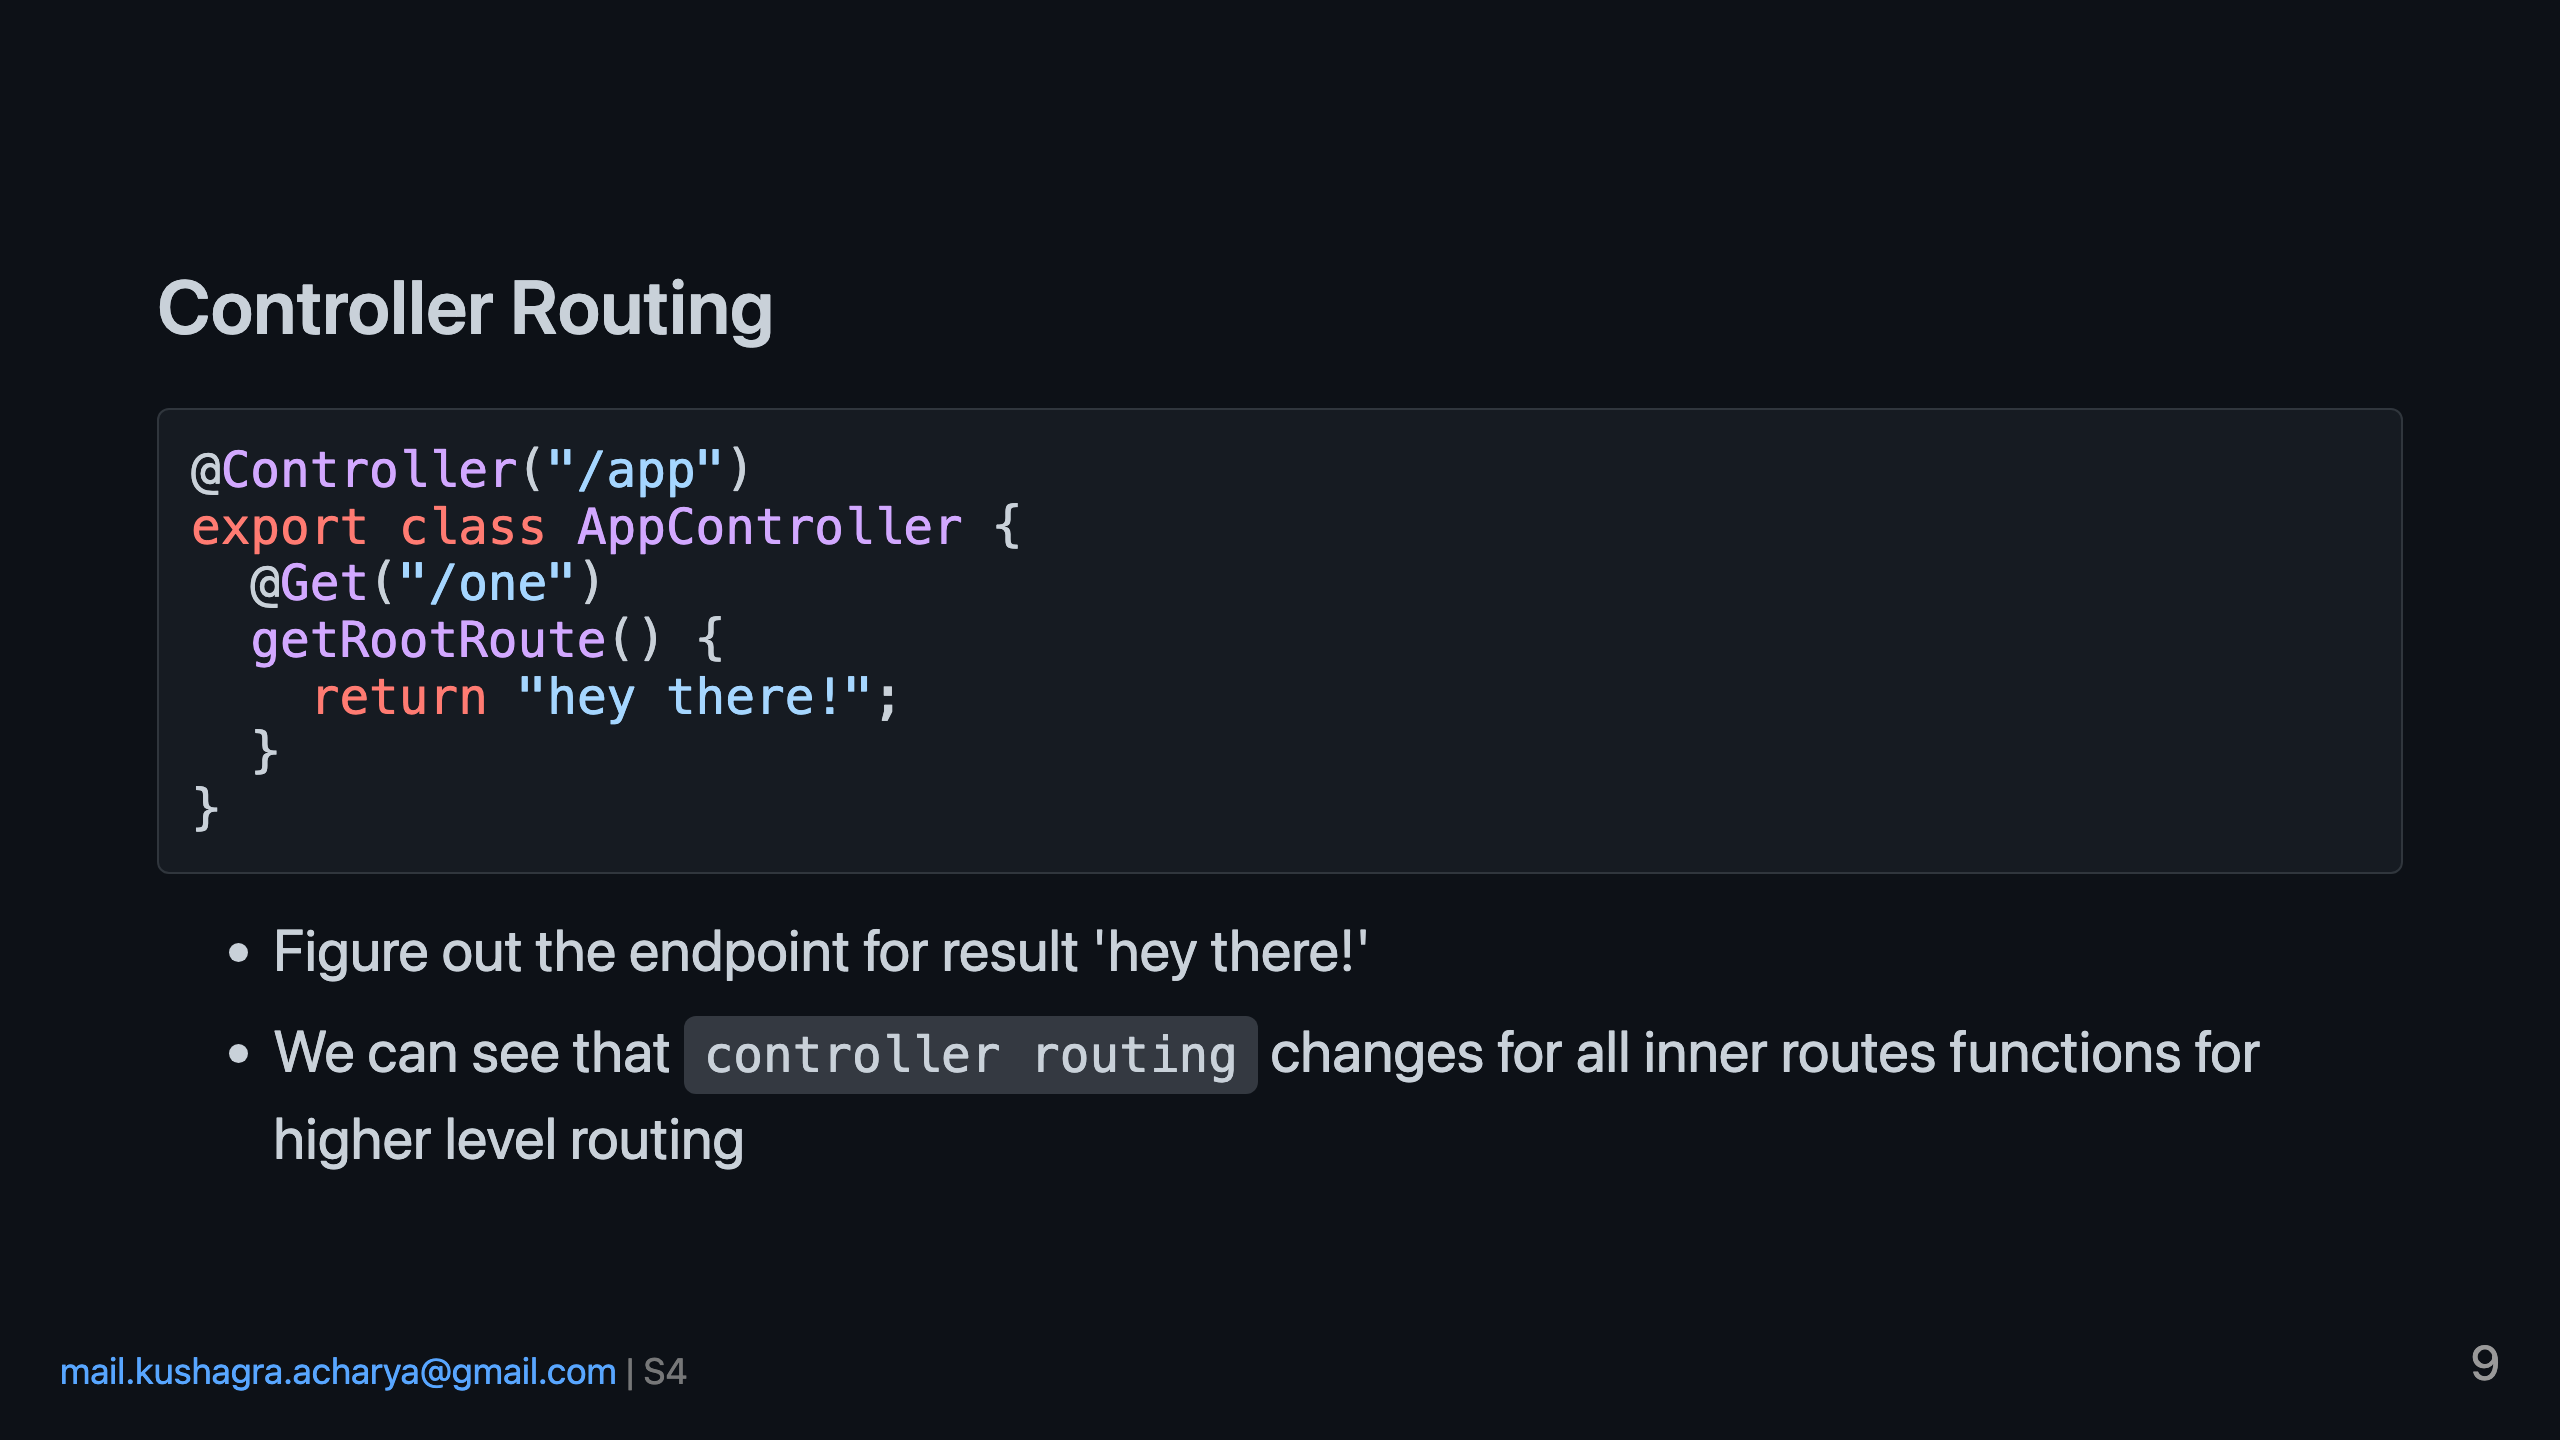 Controller Routing
@Controller("/app")
export class AppController {
  @Get("/one")
  getRootRoute() {
    return "hey there!";
  }
}
• Figure out the endpoint for result 'hey there!'
• We can see that controller routing changes for all inner routes functions for
higher level routing
mail.kushagra.acharya@gmail.com | S4
9